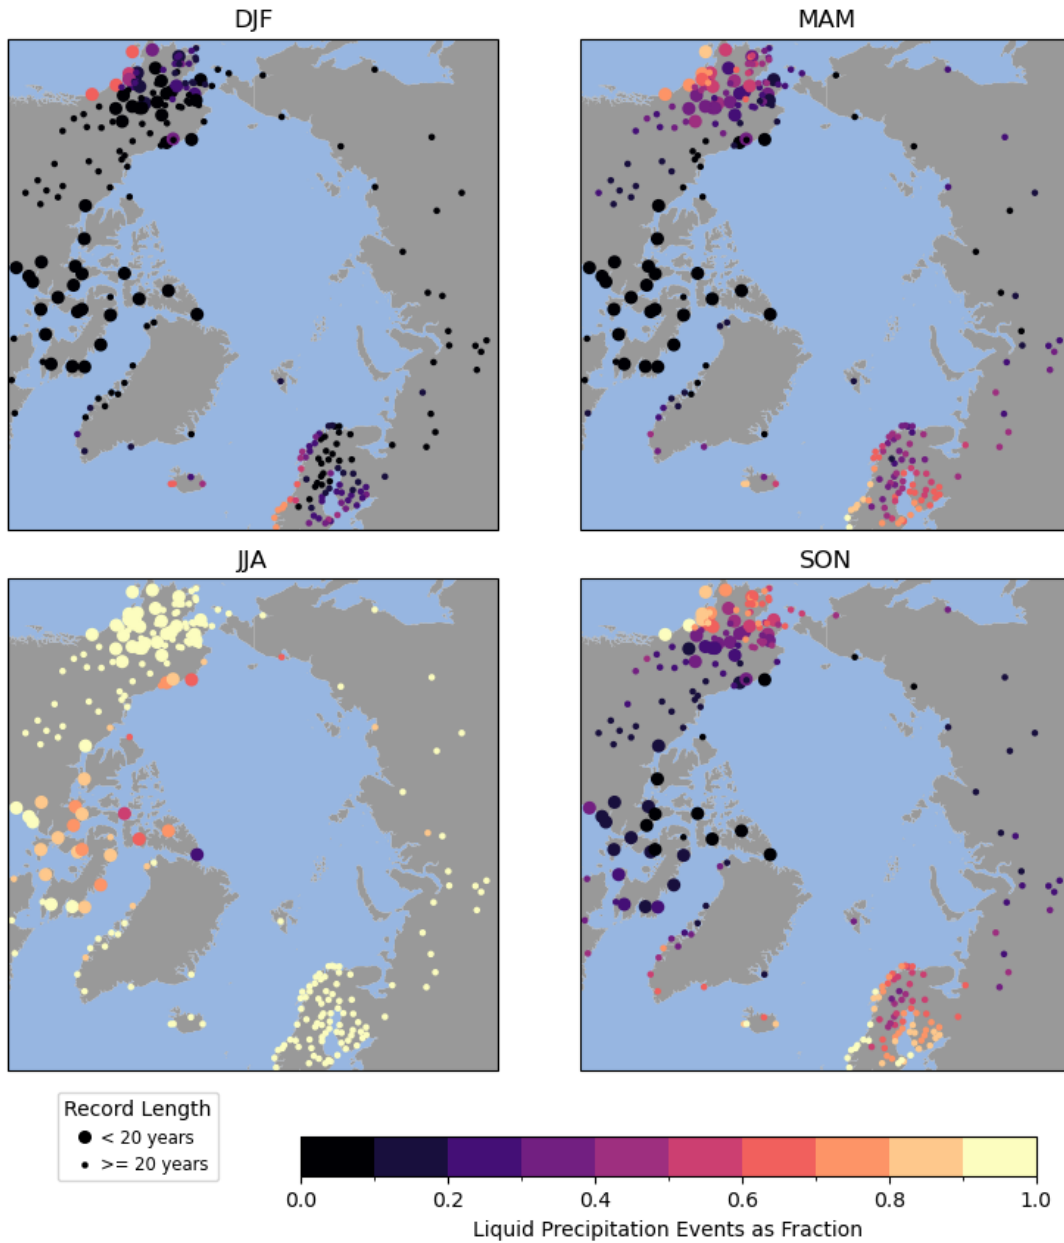 DJF
MAM
JJA
SON
Record Length
< 20 years
>= 20 years
0.0 0.2 0.4 0.6 0.8 1.0
Liquid Precipitation Events as Fraction